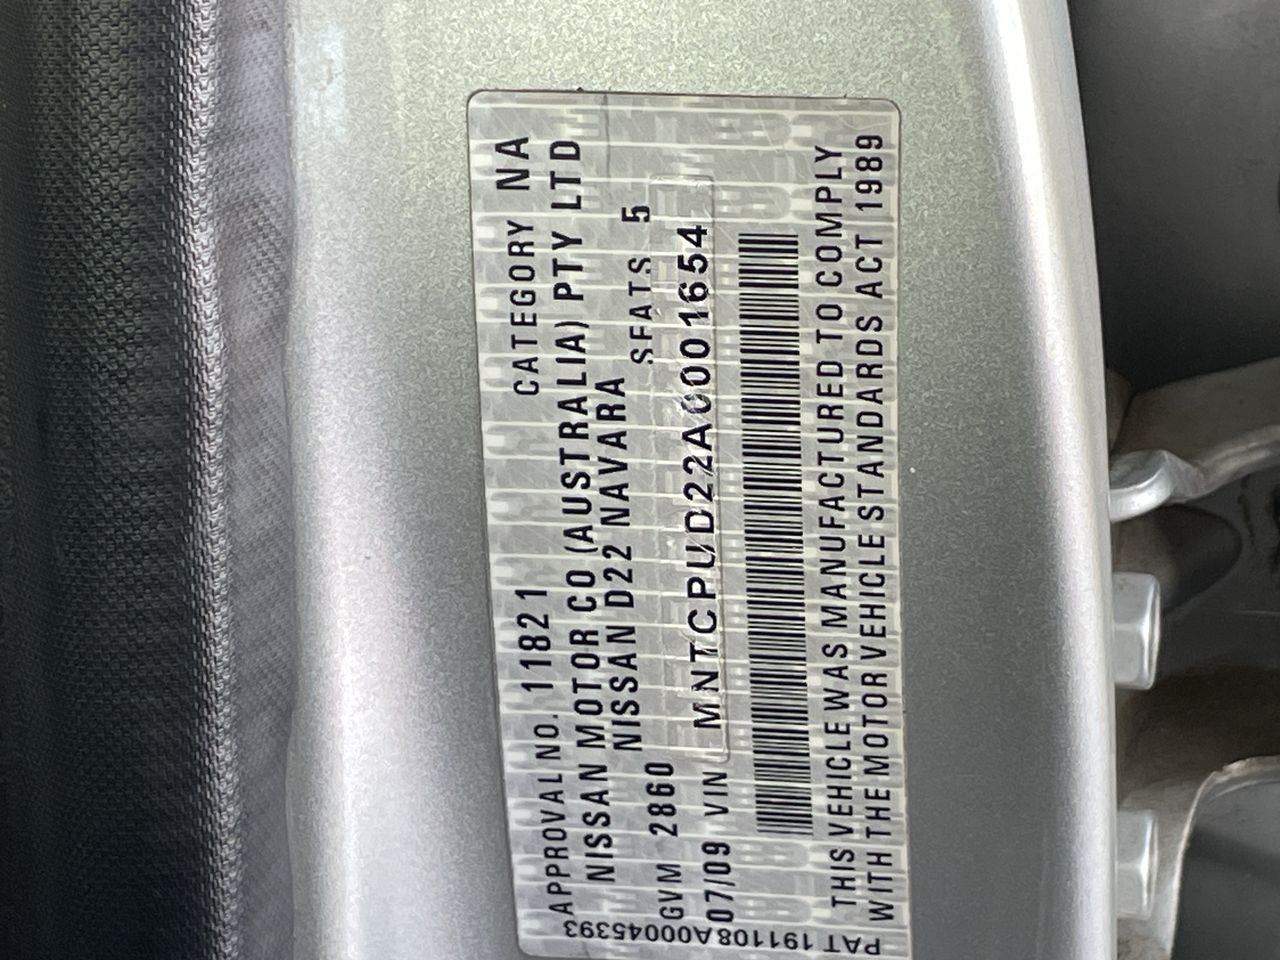 APPROVAL NO. 11821 CATEGORY NA
NISSAN MOTOR CO (AUSTRALIA) PTY LTD
NISSAN D22 NAVARA
GVM 2860 SFATS 5
07/09 VIN MNTCPUD22A0001654
THIS VEHICLE WAS MANUFACTURED TO COMPLY
WITH THE MOTOR VEHICLE STANDARDS ACT 1989
PAT 191108A00045393